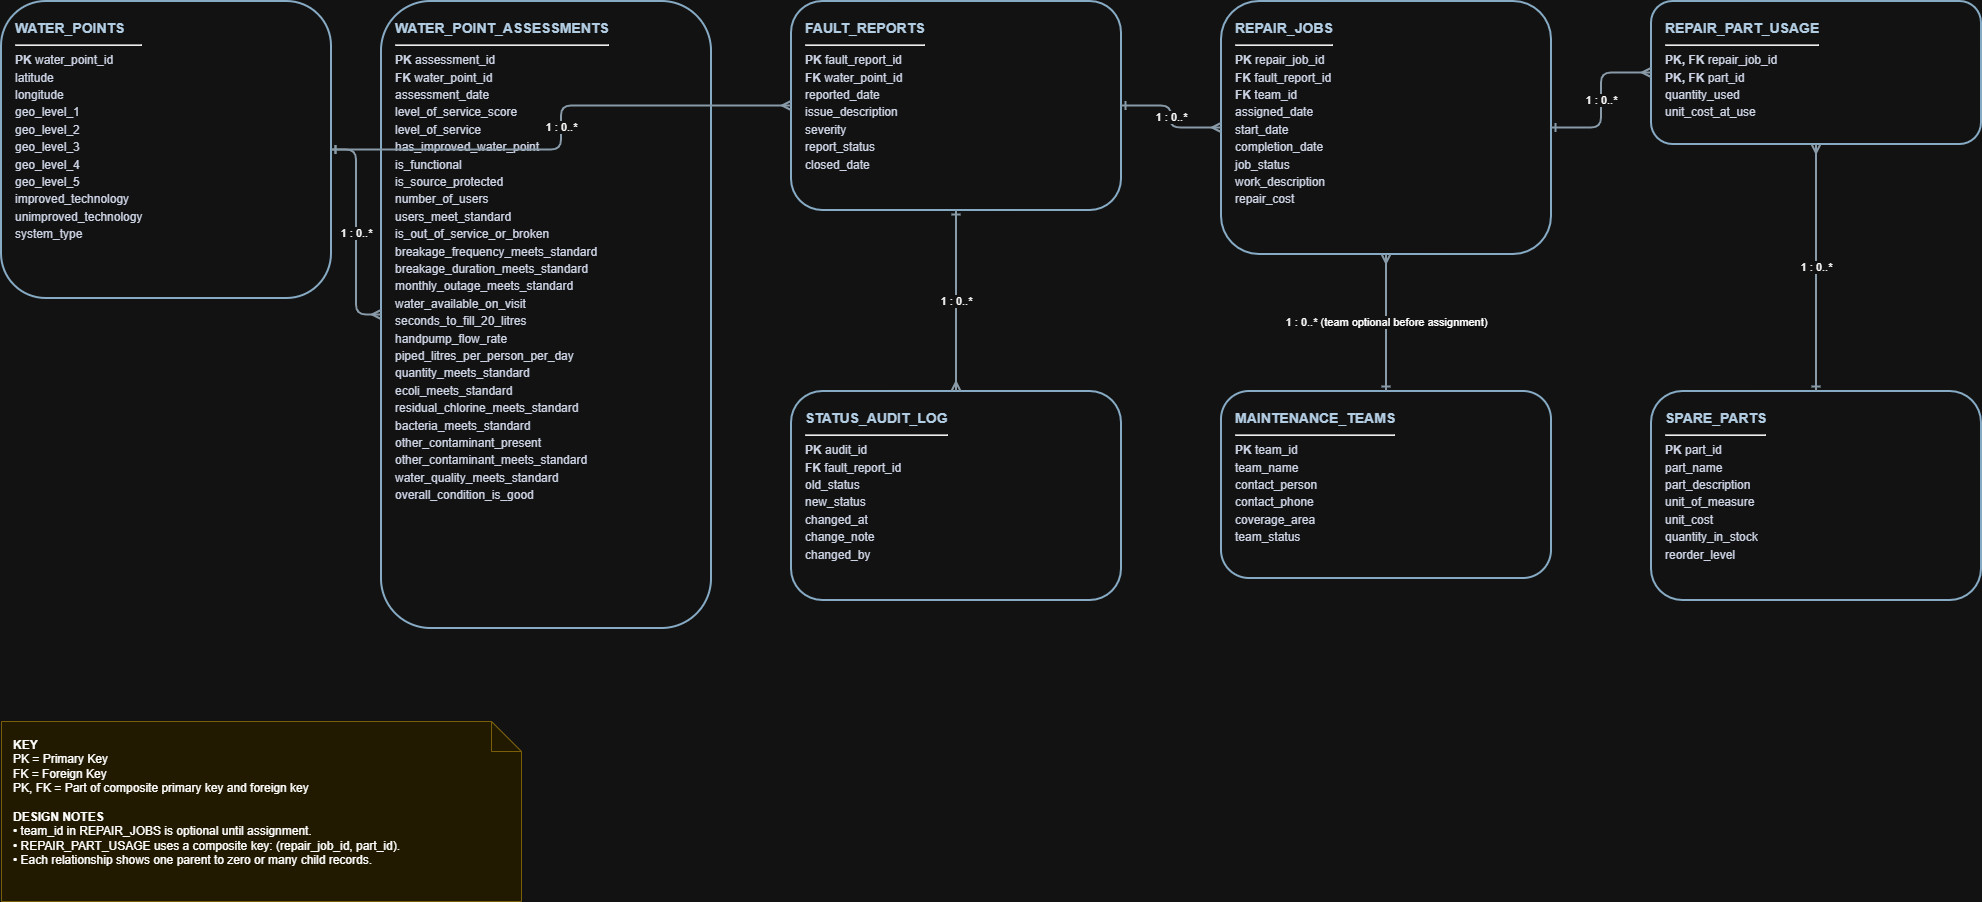 WATER_POINTS
PK water_point_id
latitude
longitude
geo_level_1
geo_level_2
geo_level_3
geo_level_4
geo_level_5
improved_technology
unimproved_technology
system_type
1 : 0..*
WATER_POINT_ASSESSMENTS
PK assessment_id
FK water_point_id
assessment_date
level_of_service_score
level_of_service
has_improved_water_point
is_functional
is_source_protected
number_of_users
users_meet_standard
is_out_of_service_or_broken
breakage_frequency_meets_standard
breakage_duration_meets_standard
monthly_outage_meets_standard
water_available_on_visit
seconds_to_fill_20_litres
handpump_flow_rate
piped_litres_per_person_per_day
quantity_meets_standard
ecoli_meets_standard
residual_chlorine_meets_standard
bacteria_meets_standard
other_contaminant_present
other_contaminant_meets_standard
water_quality_meets_standard
overall_condition_is_good
1 : 0..*
FAULT_REPORTS
PK fault_report_id
FK water_point_id
reported_date
issue_description
severity
report_status
closed_date
1 : 0..*
1 : 0..*
STATUS_AUDIT_LOG
PK audit_id
FK fault_report_id
old_status
new_status
changed_at
change_note
changed_by
REPAIR_JOBS
PK repair_job_id
FK fault_report_id
FK team_id
assigned_date
start_date
completion_date
job_status
work_description
repair_cost
1 : 0..*
1 : 0..* (team optional before assignment)
MAINTENANCE_TEAMS
PK team_id
team_name
contact_person
contact_phone
coverage_area
team_status
REPAIR_PART_USAGE
PK, FK repair_job_id
PK, FK part_id
quantity_used
unit_cost_at_use
1 : 0..*
SPARE_PARTS
PK part_id
part_name
part_description
unit_of_measure
unit_cost
quantity_in_stock
reorder_level
KEY
PK = Primary Key
FK = Foreign Key
PK, FK = Part of composite primary key and foreign key
DESIGN NOTES
• team_id in REPAIR_JOBS is optional until assignment.
• REPAIR_PART_USAGE uses a composite key: (repair_job_id, part_id).
• Each relationship shows one parent to zero or many child records.